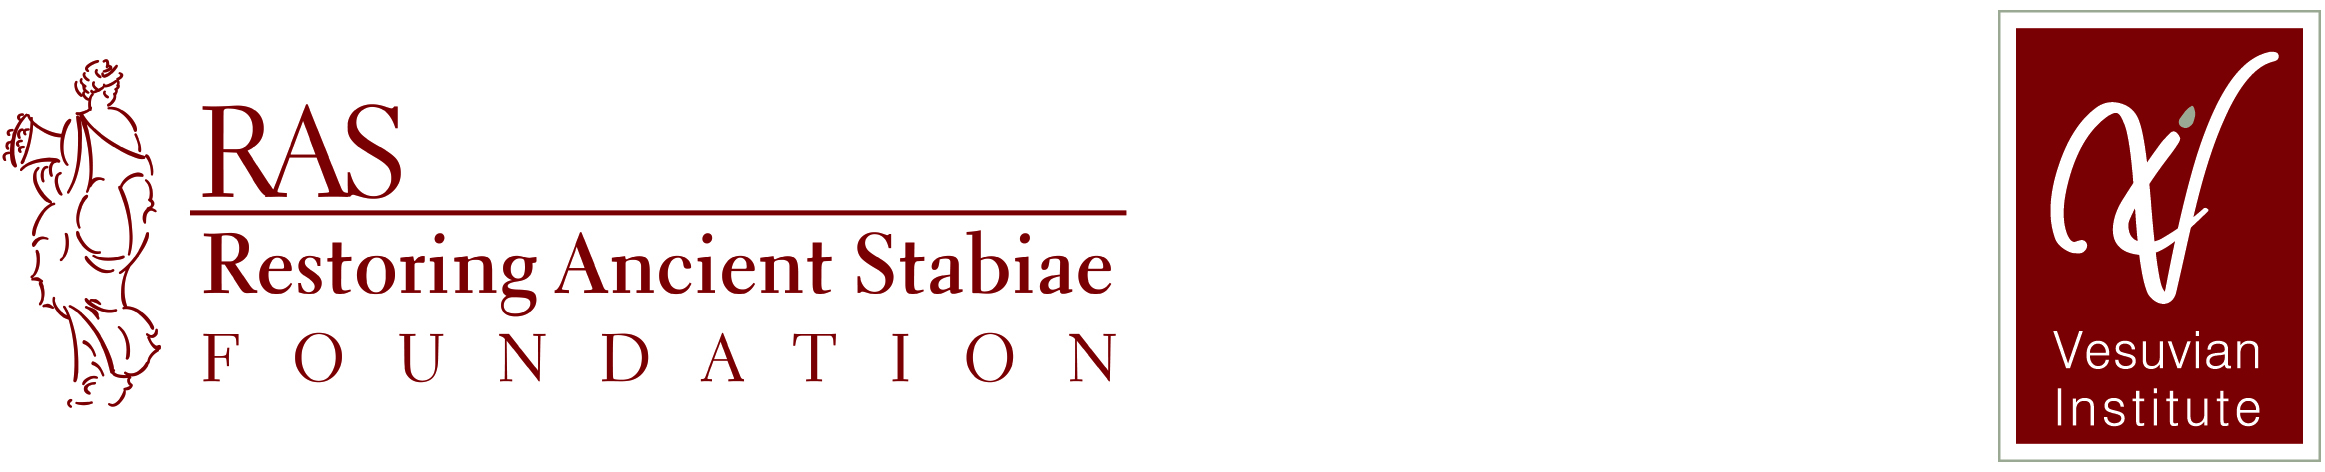 RAS
Restoring Ancient Stabiae
FOUNDATION
Vesuvian
Institute